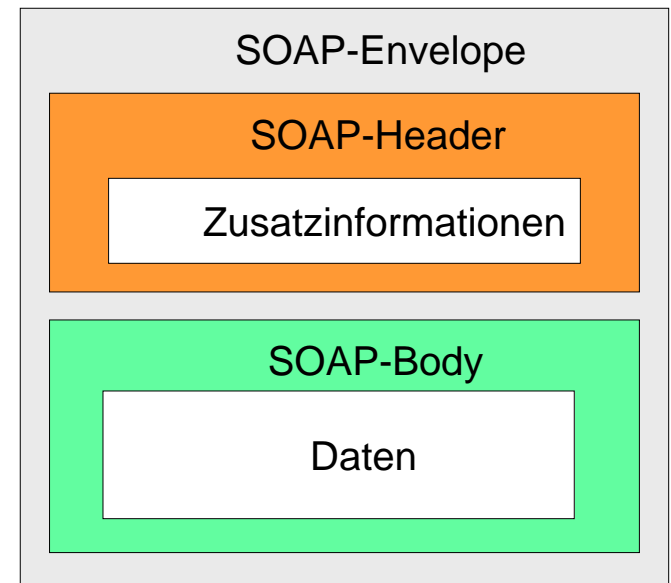 SOAP-Envelope
SOAP-Header
Zusatzinformationen
SOAP-Body
Daten